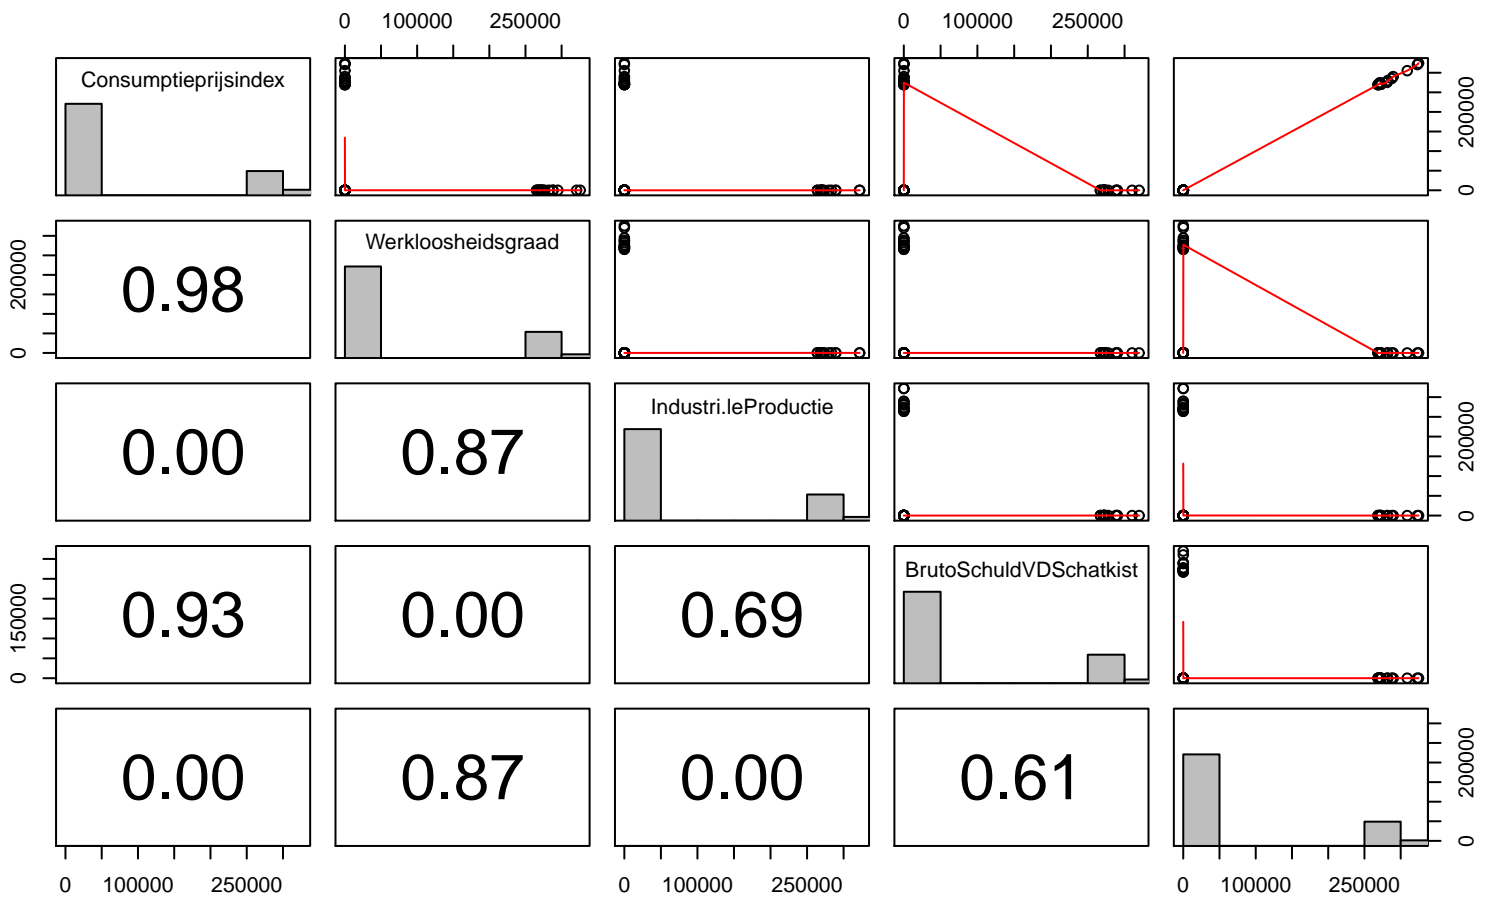 0 100000 250000 0 100000 250000
Consumptieprijsindex
0 200000
0 200000
0.98
Werkloosheidsgraad
0.00
0.87
Industri.leProductie
0 200000
0 150000
0.93
0.00
0.69
BrutoSchuldVDSchatkist
0.00
0.87
0.00
0.61
0 200000
0 100000 250000 0 100000 250000 0 100000 250000